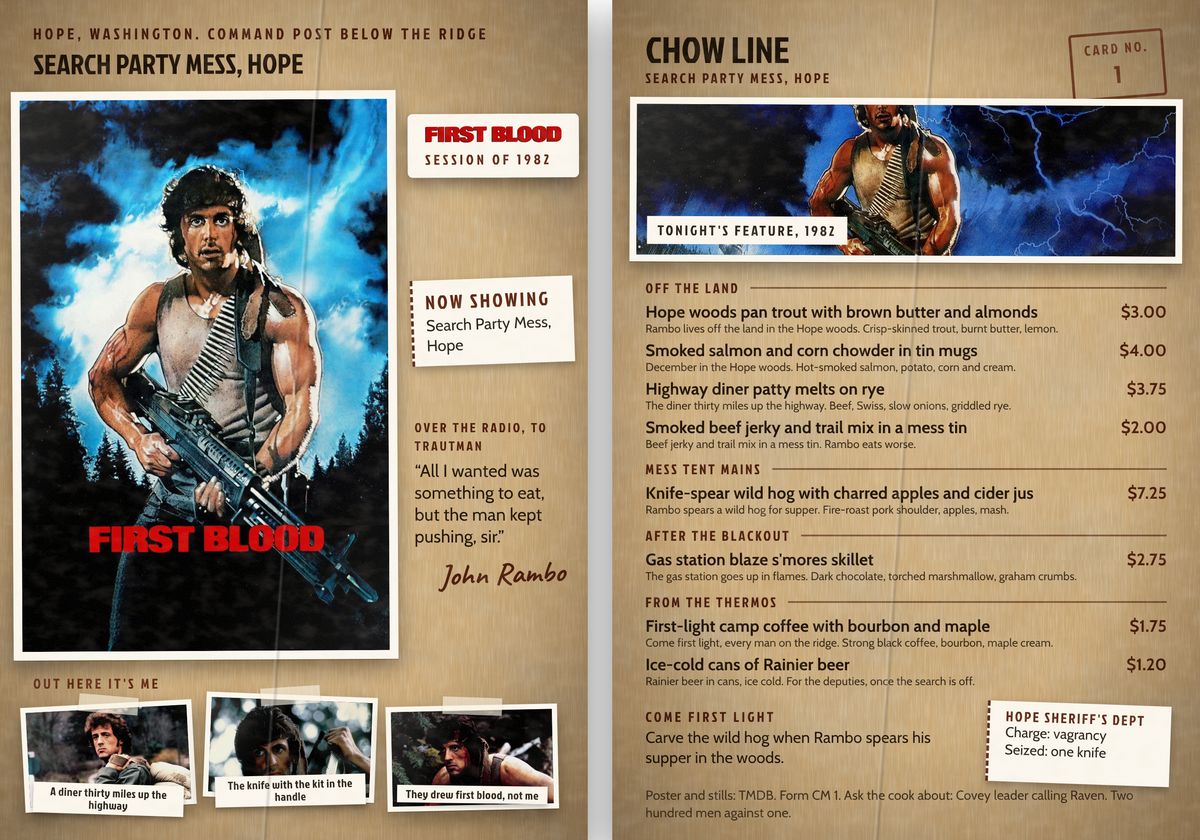 HOPE, WASHINGTON. COMMAND POST BELOW THE RIDGE
SEARCH PARTY MESS, HOPE
FIRST BLOOD
SESSION OF 1982
NOW SHOWING
Search Party Mess,
Hope
OVER THE RADIO, TO
TRAUTMAN
“All I wanted was
something to eat,
but the man kept
pushing, sir.”
John Rambo
FIRST BLOOD
OUT HERE IT'S ME
A diner thirty miles up the
highway
The knife with the kit in the
handle
They drew first blood, not me
CHOW LINE
SEARCH PARTY MESS, HOPE
CARD NO.
1
TONIGHT'S FEATURE, 1982
OFF THE LAND
Hope woods pan trout with brown butter and almonds $3.00
Rambo lives off the land in the Hope woods. Crisp-skinned trout, burnt butter, lemon.
Smoked salmon and corn chowder in tin mugs $4.00
December in the Hope woods. Hot-smoked salmon, potato, corn and cream.
Highway diner patty melts on rye $3.75
The diner thirty miles up the highway. Beef, Swiss, slow onions, griddled rye.
Smoked beef jerky and trail mix in a mess tin $2.00
Beef jerky and trail mix in a mess tin. Rambo eats worse.
MESS TENT MAINS
Knife-spear wild hog with charred apples and cider jus $7.25
Rambo spears a wild hog for supper. Fire-roast pork shoulder, apples, mash.
AFTER THE BLACKOUT
Gas station blaze s'mores skillet $2.75
The gas station goes up in flames. Dark chocolate, torched marshmallow, graham crumbs.
FROM THE THERMOS
First-light camp coffee with bourbon and maple $1.75
Come first light, every man on the ridge. Strong black coffee, bourbon, maple cream.
Ice-cold cans of Rainier beer $1.20
Rainier beer in cans, ice cold. For the deputies, once the search is off.
COME FIRST LIGHT
Carve the wild hog when Rambo spears his
supper in the woods.
HOPE SHERIFF'S DEPT
Charge: vagrancy
Seized: one knife
Poster and stills: TMDB. Form CM 1. Ask the cook about: Covey leader calling Raven. Two
hundred men against one.